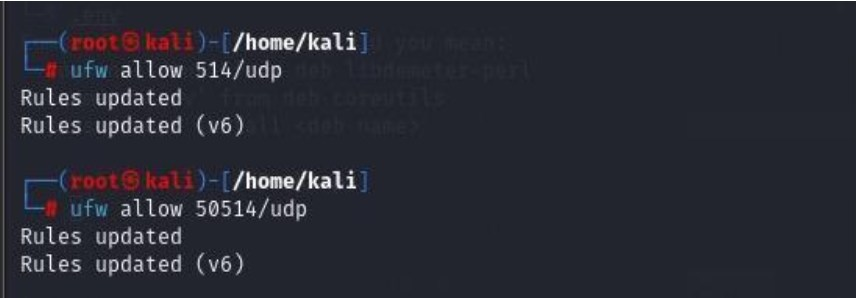 ┌──(root㉿kali)-[/home/kali]
└─# ufw allow 514/udp
Rules updated
Rules updated (v6)
┌──(root㉿kali)-[/home/kali]
└─# ufw allow 50514/udp
Rules updated
Rules updated (v6)